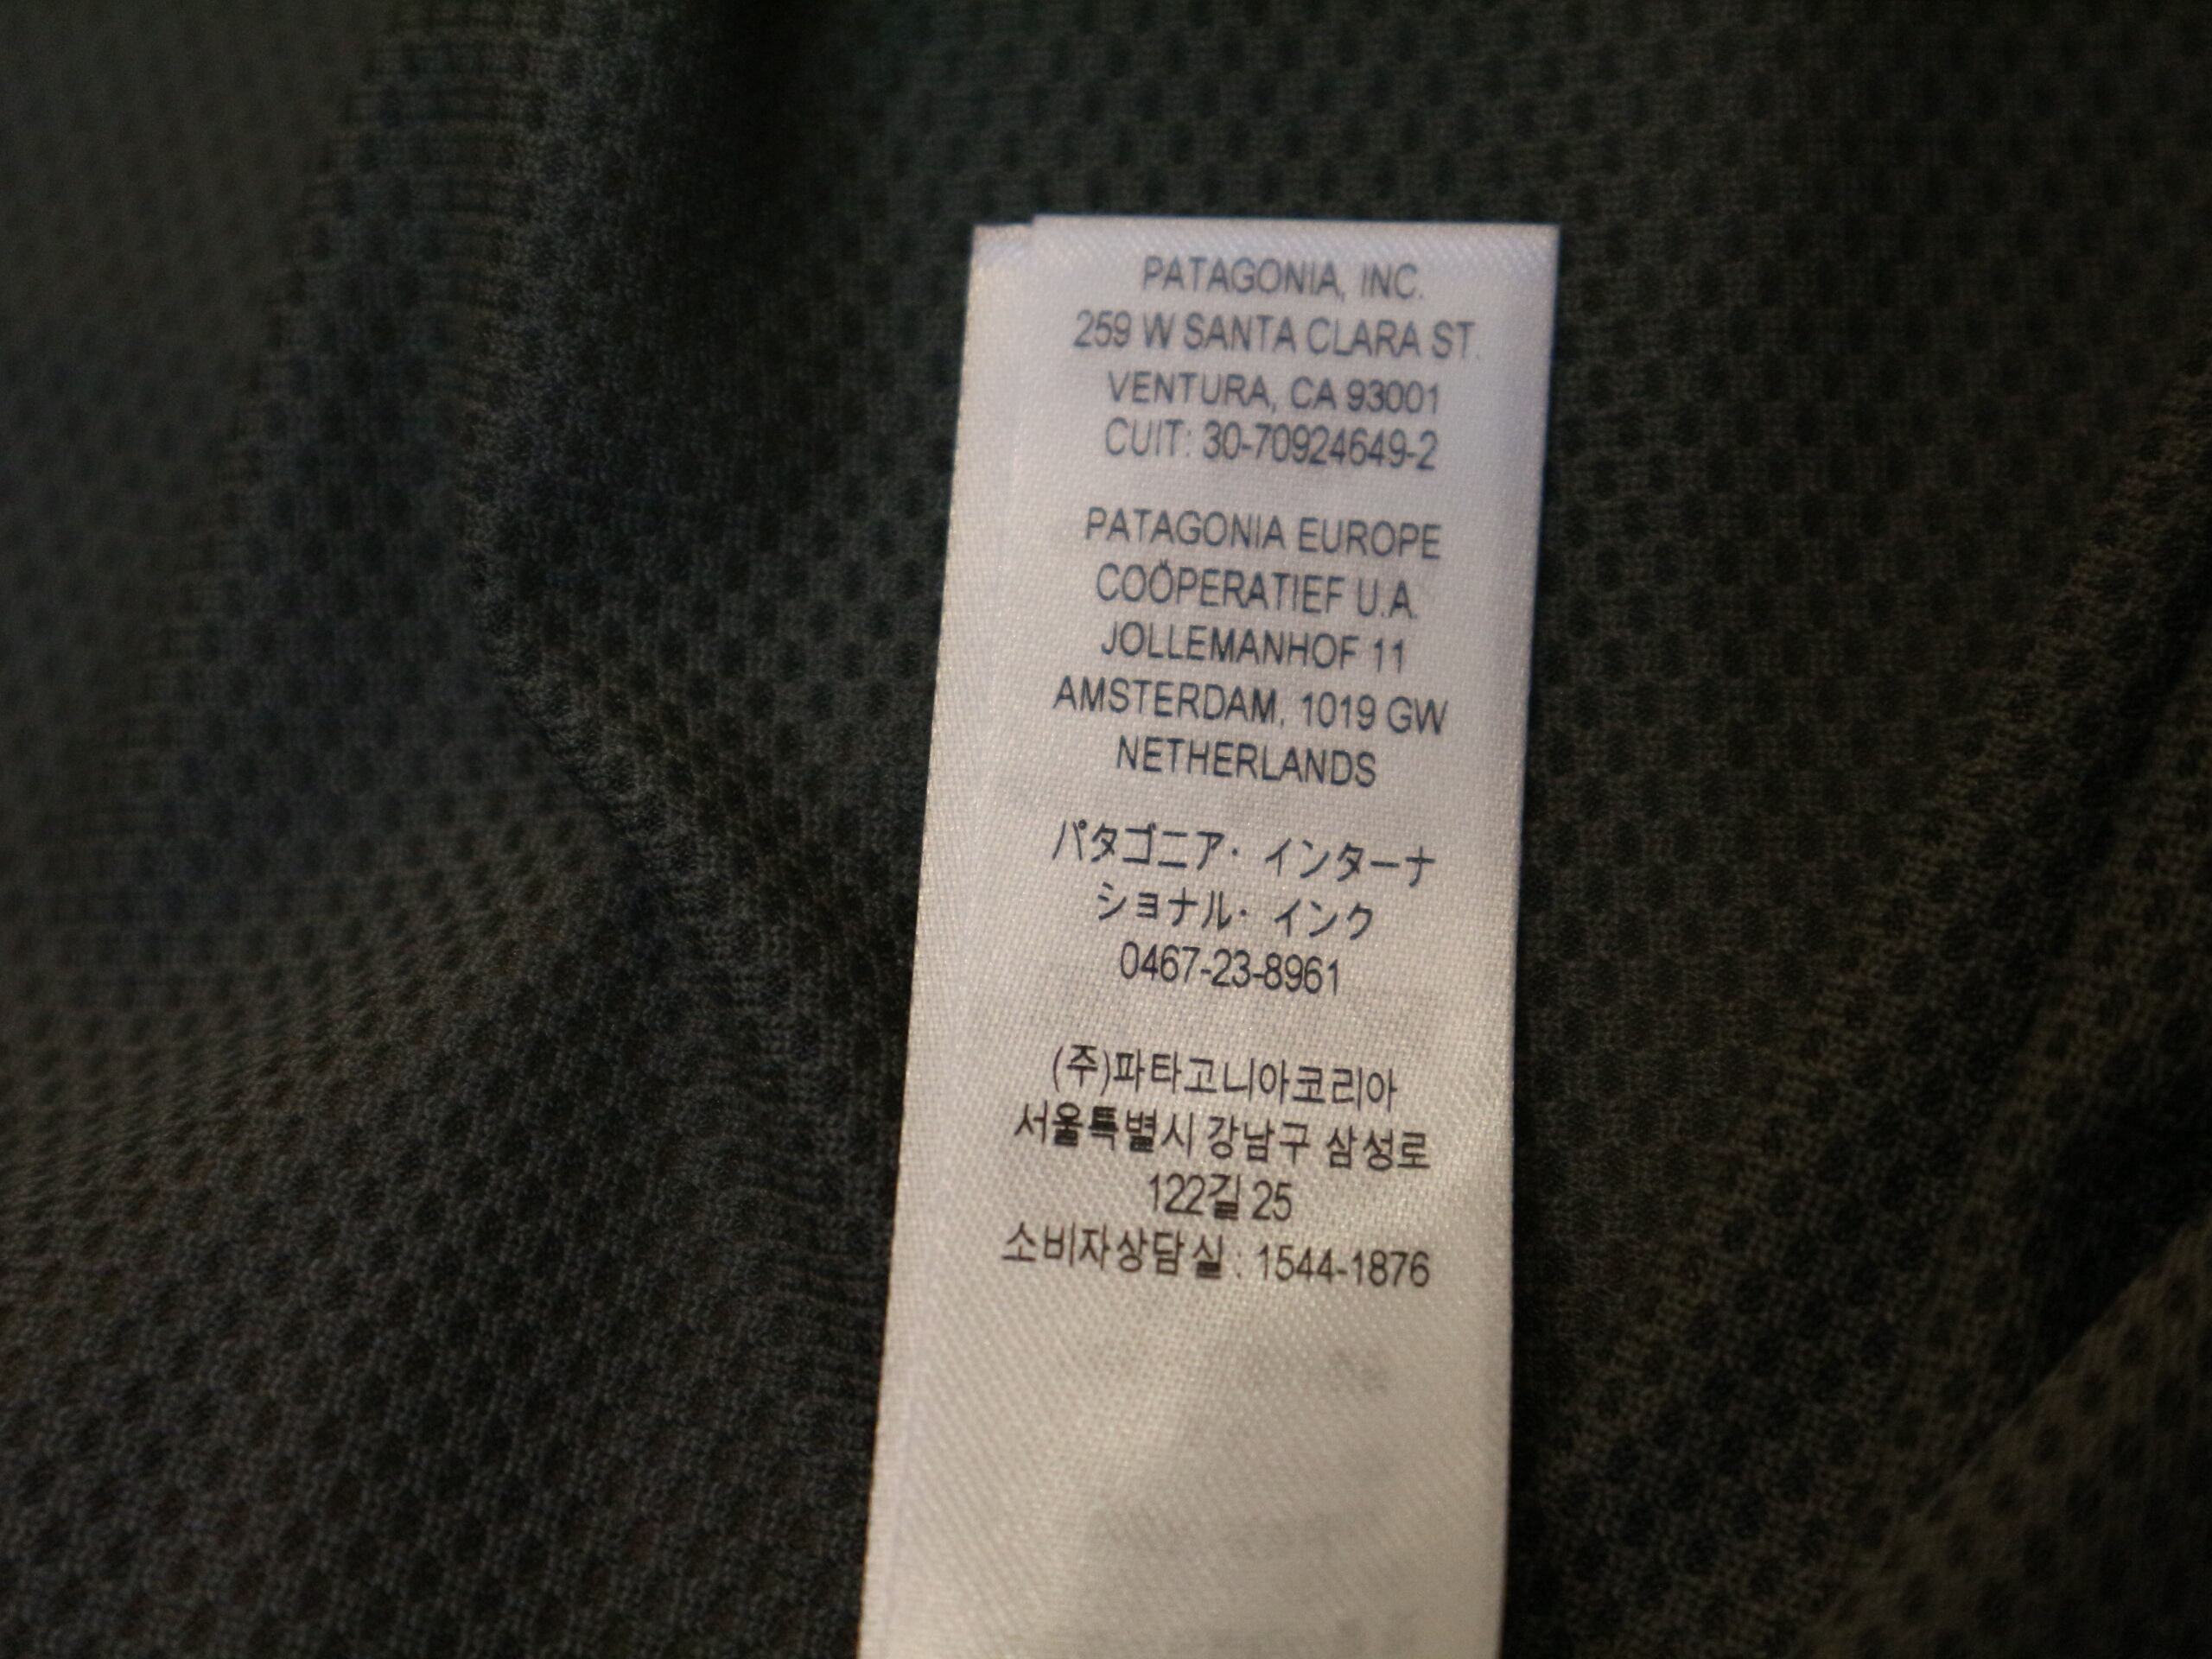 PATAGONIA, INC.
259 W SANTA CLARA ST.
VENTURA, CA 93001
CUIT: 30-70924649-2
PATAGONIA EUROPE
COÖPERATIEF U.A.
JOLLEMANHOF 11
AMSTERDAM, 1019 GW
NETHERLANDS
パタゴニア・インターナ
ショナル・インク
0467-23-8961
(주)파타고니아코리아
서울특별시 강남구 삼성로
122길 25
소비자상담실 : 1544-1876